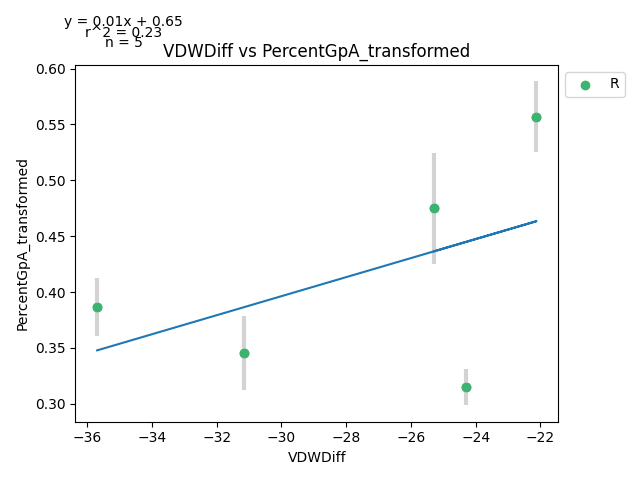 y = 0.01x + 0.65
r^2 = 0.23
n = 5
VDWDiff vs PercentGpA_transformed
R
PercentGpA_transformed
0.60
0.55
0.50
0.45
0.40
0.35
0.30
−36 −34 −32 −30 −28 −26 −24 −22
VDWDiff